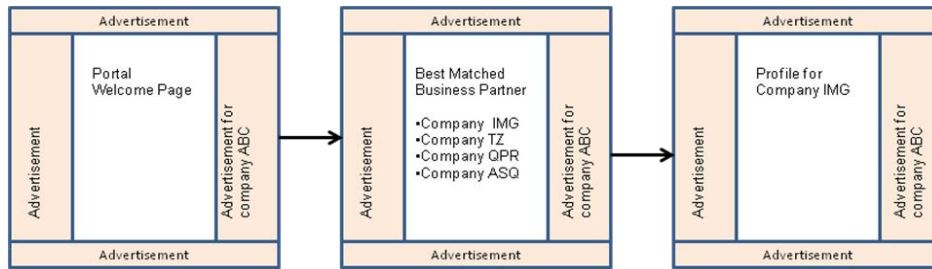 Advertisement
Advertisement
Portal
Welcome Page
Advertisement for
company ABC
Advertisement
Advertisement
Advertisement
Best Matched
Business Partner
▪Company IMG
▪Company TZ
▪Company QPR
▪Company ASQ
Advertisement for
company ABC
Advertisement
Advertisement
Advertisement
Profile for
Company IMG
Advertisement for
company ABC
Advertisement